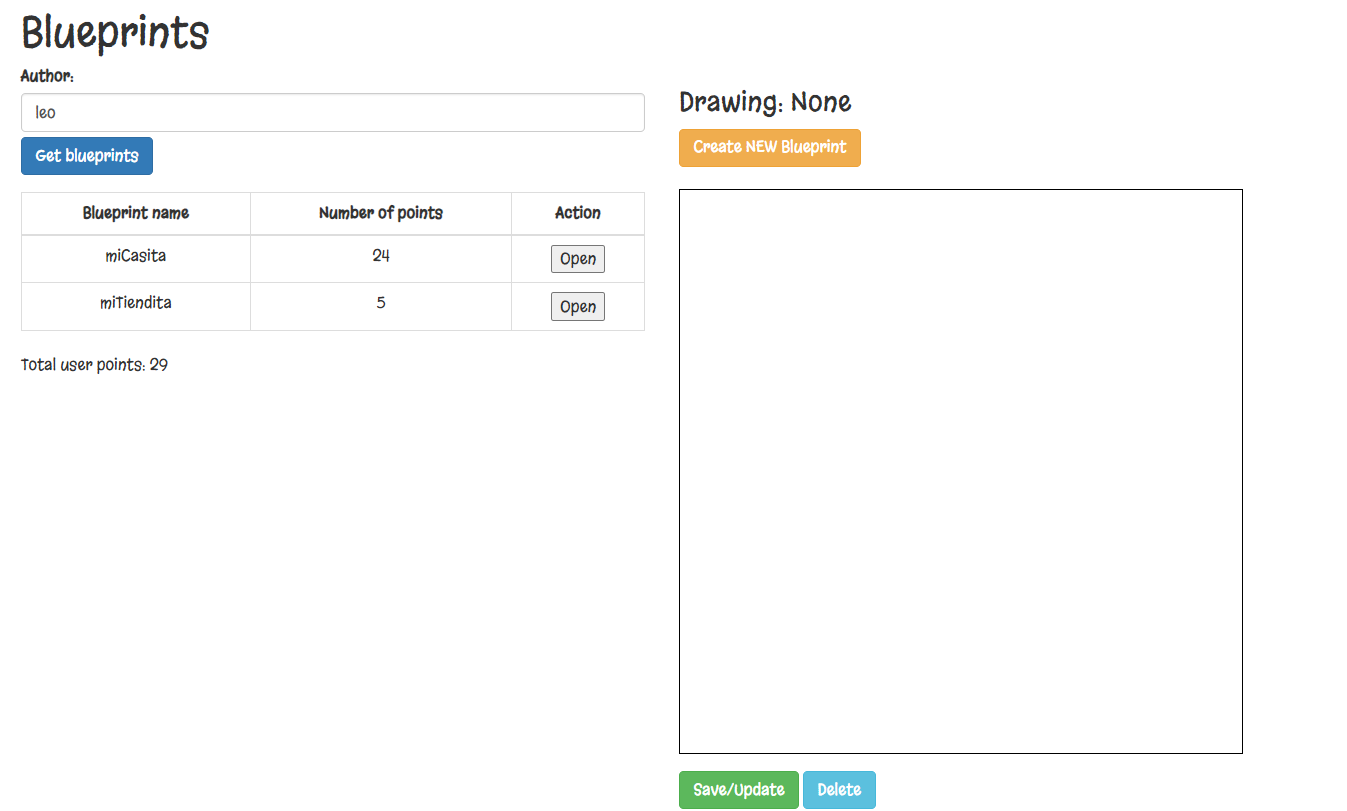 Blueprints
Author:
leo
Get blueprints
Blueprint name Number of points Action
miCasita 24 Open
miTiendita 5 Open
Total user points: 29
Drawing: None
Create NEW Blueprint
Save/Update Delete